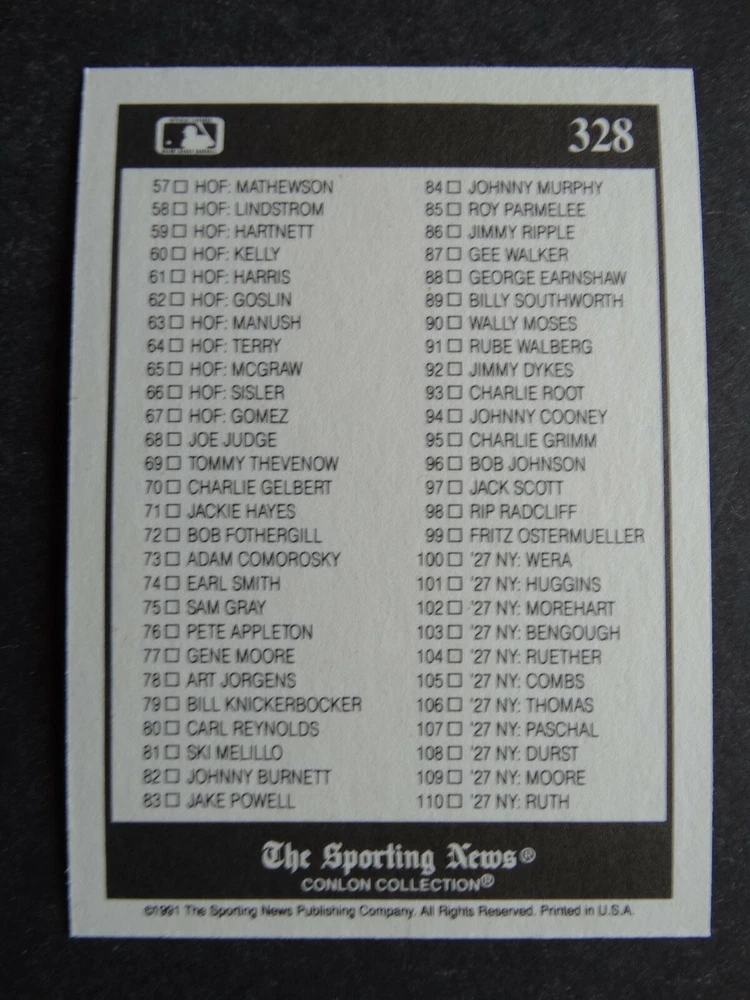 328
57 □ HOF: MATHEWSON
58 □ HOF: LINDSTROM
59 □ HOF: HARTNETT
60 □ HOF: KELLY
61 □ HOF: HARRIS
62 □ HOF: GOSLIN
63 □ HOF: MANUSH
64 □ HOF: TERRY
65 □ HOF: MCGRAW
66 □ HOF: SISLER
67 □ HOF: GOMEZ
68 □ JOE JUDGE
69 □ TOMMY THEVENOW
70 □ CHARLIE GELBERT
71 □ JACKIE HAYES
72 □ BOB FOTHERGILL
73 □ ADAM COMOROSKY
74 □ EARL SMITH
75 □ SAM GRAY
76 □ PETE APPLETON
77 □ GENE MOORE
78 □ ART JORGENS
79 □ BILL KNICKERBOCKER
80 □ CARL REYNOLDS
81 □ SKI MELILLO
82 □ JOHNNY BURNETT
83 □ JAKE POWELL
84 □ JOHNNY MURPHY
85 □ ROY PARMELEE
86 □ JIMMY RIPPLE
87 □ GEE WALKER
88 □ GEORGE EARNSHAW
89 □ BILLY SOUTHWORTH
90 □ WALLY MOSES
91 □ RUBE WALBERG
92 □ JIMMY DYKES
93 □ CHARLIE ROOT
94 □ JOHNNY COONEY
95 □ CHARLIE GRIMM
96 □ BOB JOHNSON
97 □ JACK SCOTT
98 □ RIP RADCLIFF
99 □ FRITZ OSTERMUELLER
100 □ '27 NY: WERA
101 □ '27 NY: HUGGINS
102 □ '27 NY: MOREHART
103 □ '27 NY: BENGOUGH
104 □ '27 NY: RUETHER
105 □ '27 NY: COMBS
106 □ '27 NY: THOMAS
107 □ '27 NY: PASCHAL
108 □ '27 NY: DURST
109 □ '27 NY: MOORE
110 □ '27 NY: RUTH
The Sporting News®
CONLON COLLECTION®
©1991 The Sporting News Publishing Company. All Rights Reserved. Printed in U.S.A.